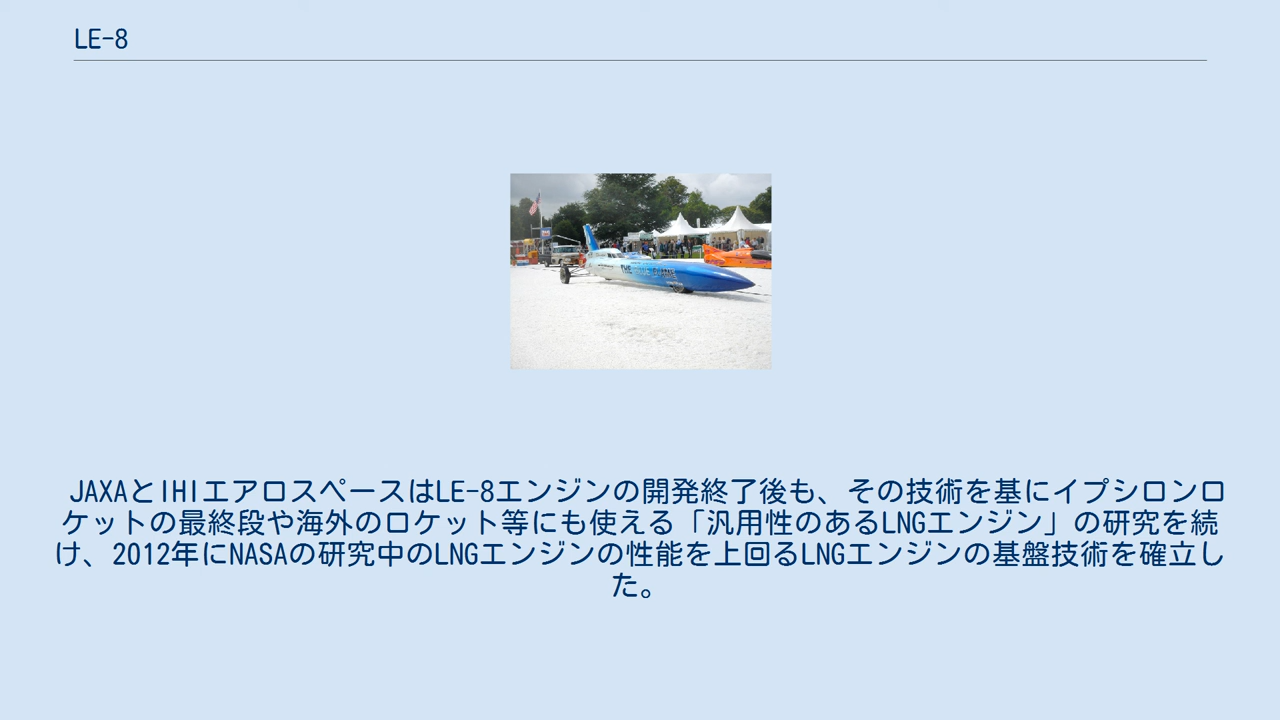 LE-8
JAXAとIHIエアロスペースはLE-8エンジンの開発終了後も、その技術を基にイプシロンロ
ケットの最終段や海外のロケット等にも使える「汎用性のあるLNGエンジン」の研究を続
け、2012年にNASAの研究中のLNGエンジンの性能を上回るLNGエンジンの基盤技術を確立し
た。